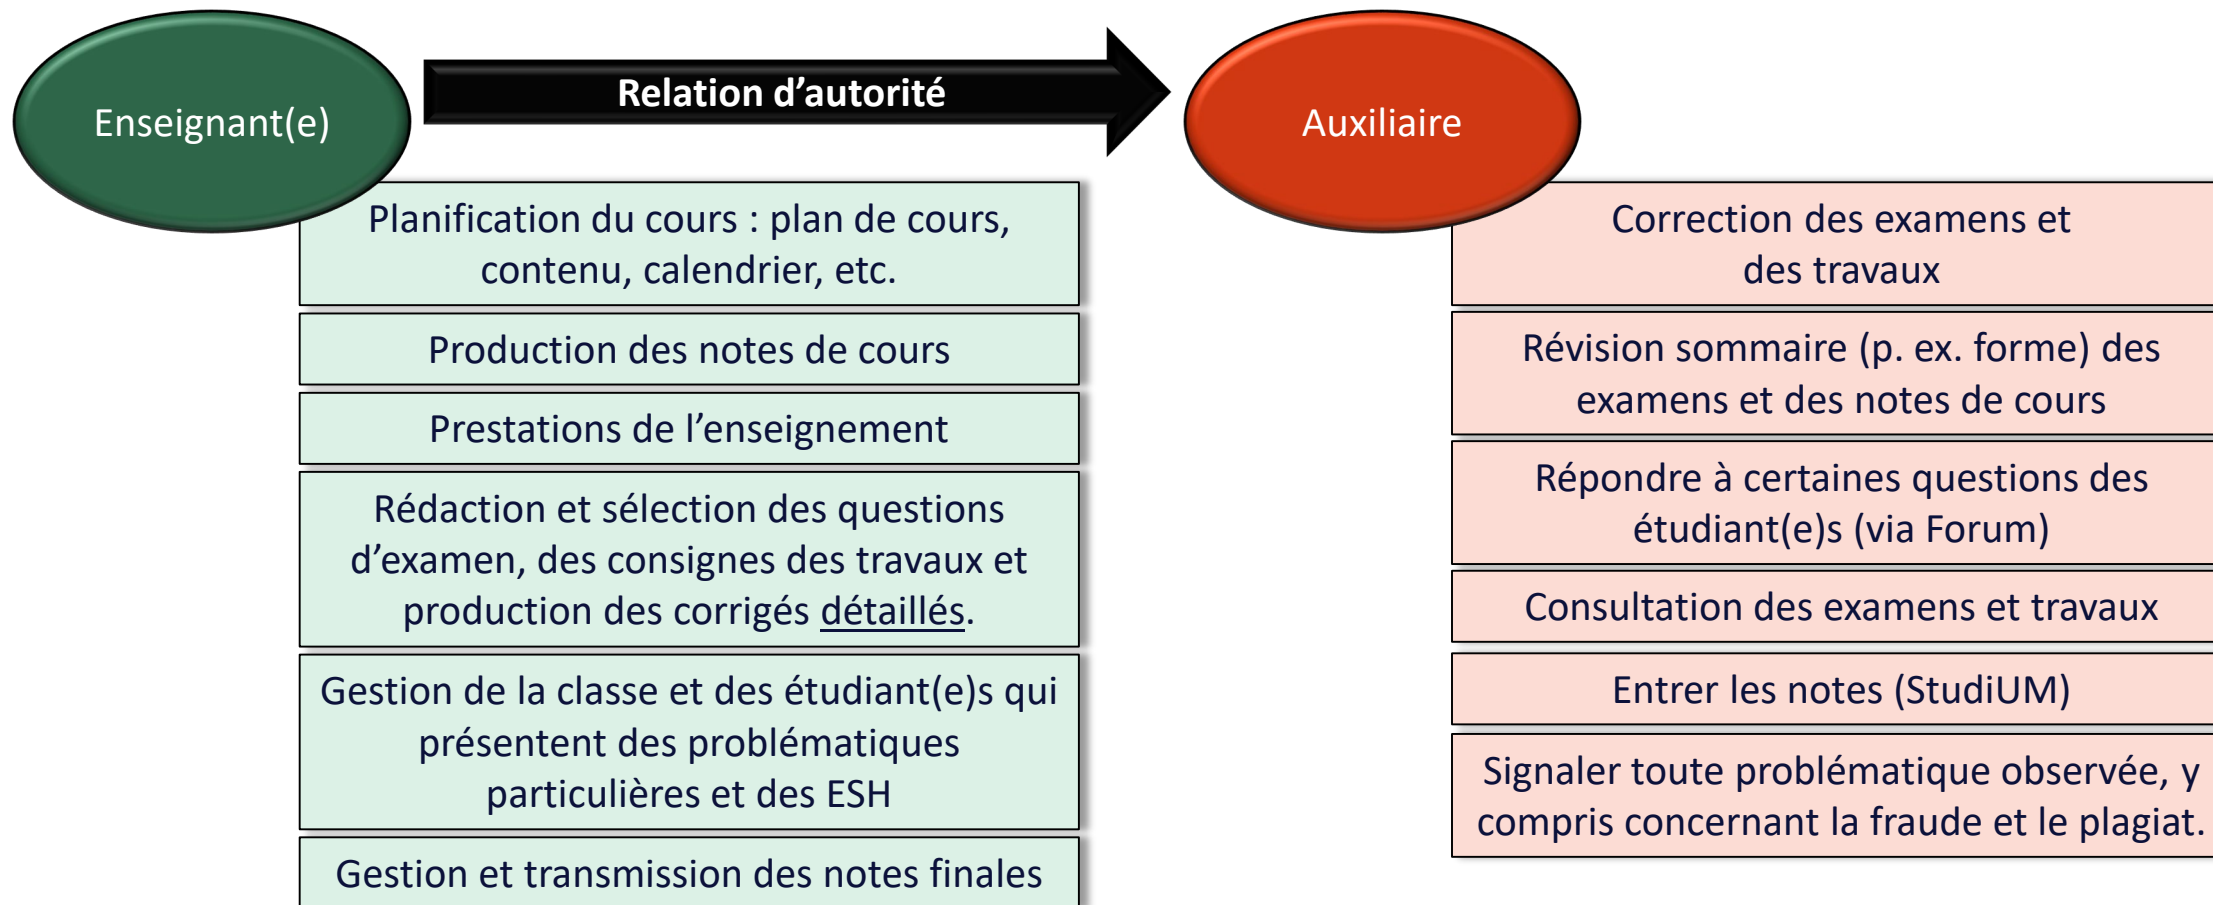 Enseignant(e)
Relation d’autorité
Auxiliaire
Planification du cours : plan de cours,
contenu, calendrier, etc.
Production des notes de cours
Prestations de l’enseignement
Rédaction et sélection des questions
d’examen, des consignes des travaux et
production des corrigés détaillés.
Gestion de la classe et des étudiant(e)s qui
présentent des problématiques
particulières et des ESH
Gestion et transmission des notes finales
Correction des examens et
des travaux
Révision sommaire (p. ex. forme) des
examens et des notes de cours
Répondre à certaines questions des
étudiant(e)s (via Forum)
Consultation des examens et travaux
Entrer les notes (StudiUM)
Signaler toute problématique observée, y
compris concernant la fraude et le plagiat.